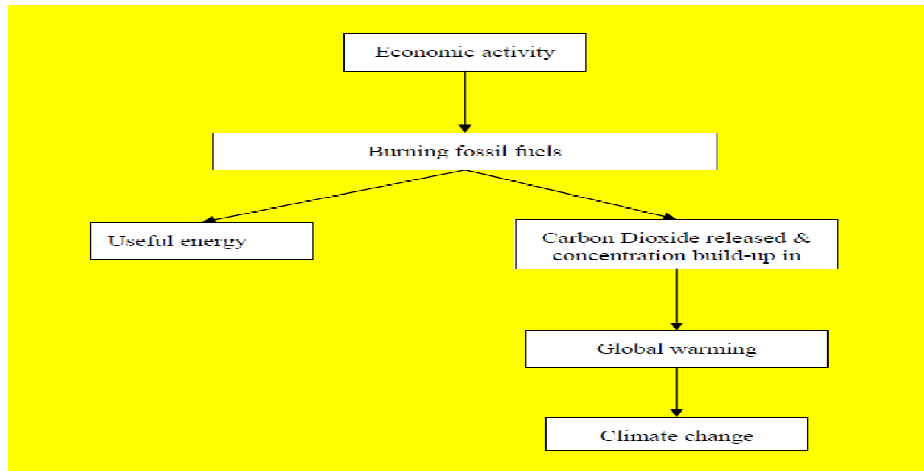 Economic activity
Burning fossil fuels
Useful energy
Carbon Dioxide released &
concentration build-up in
Global warming
Climate change